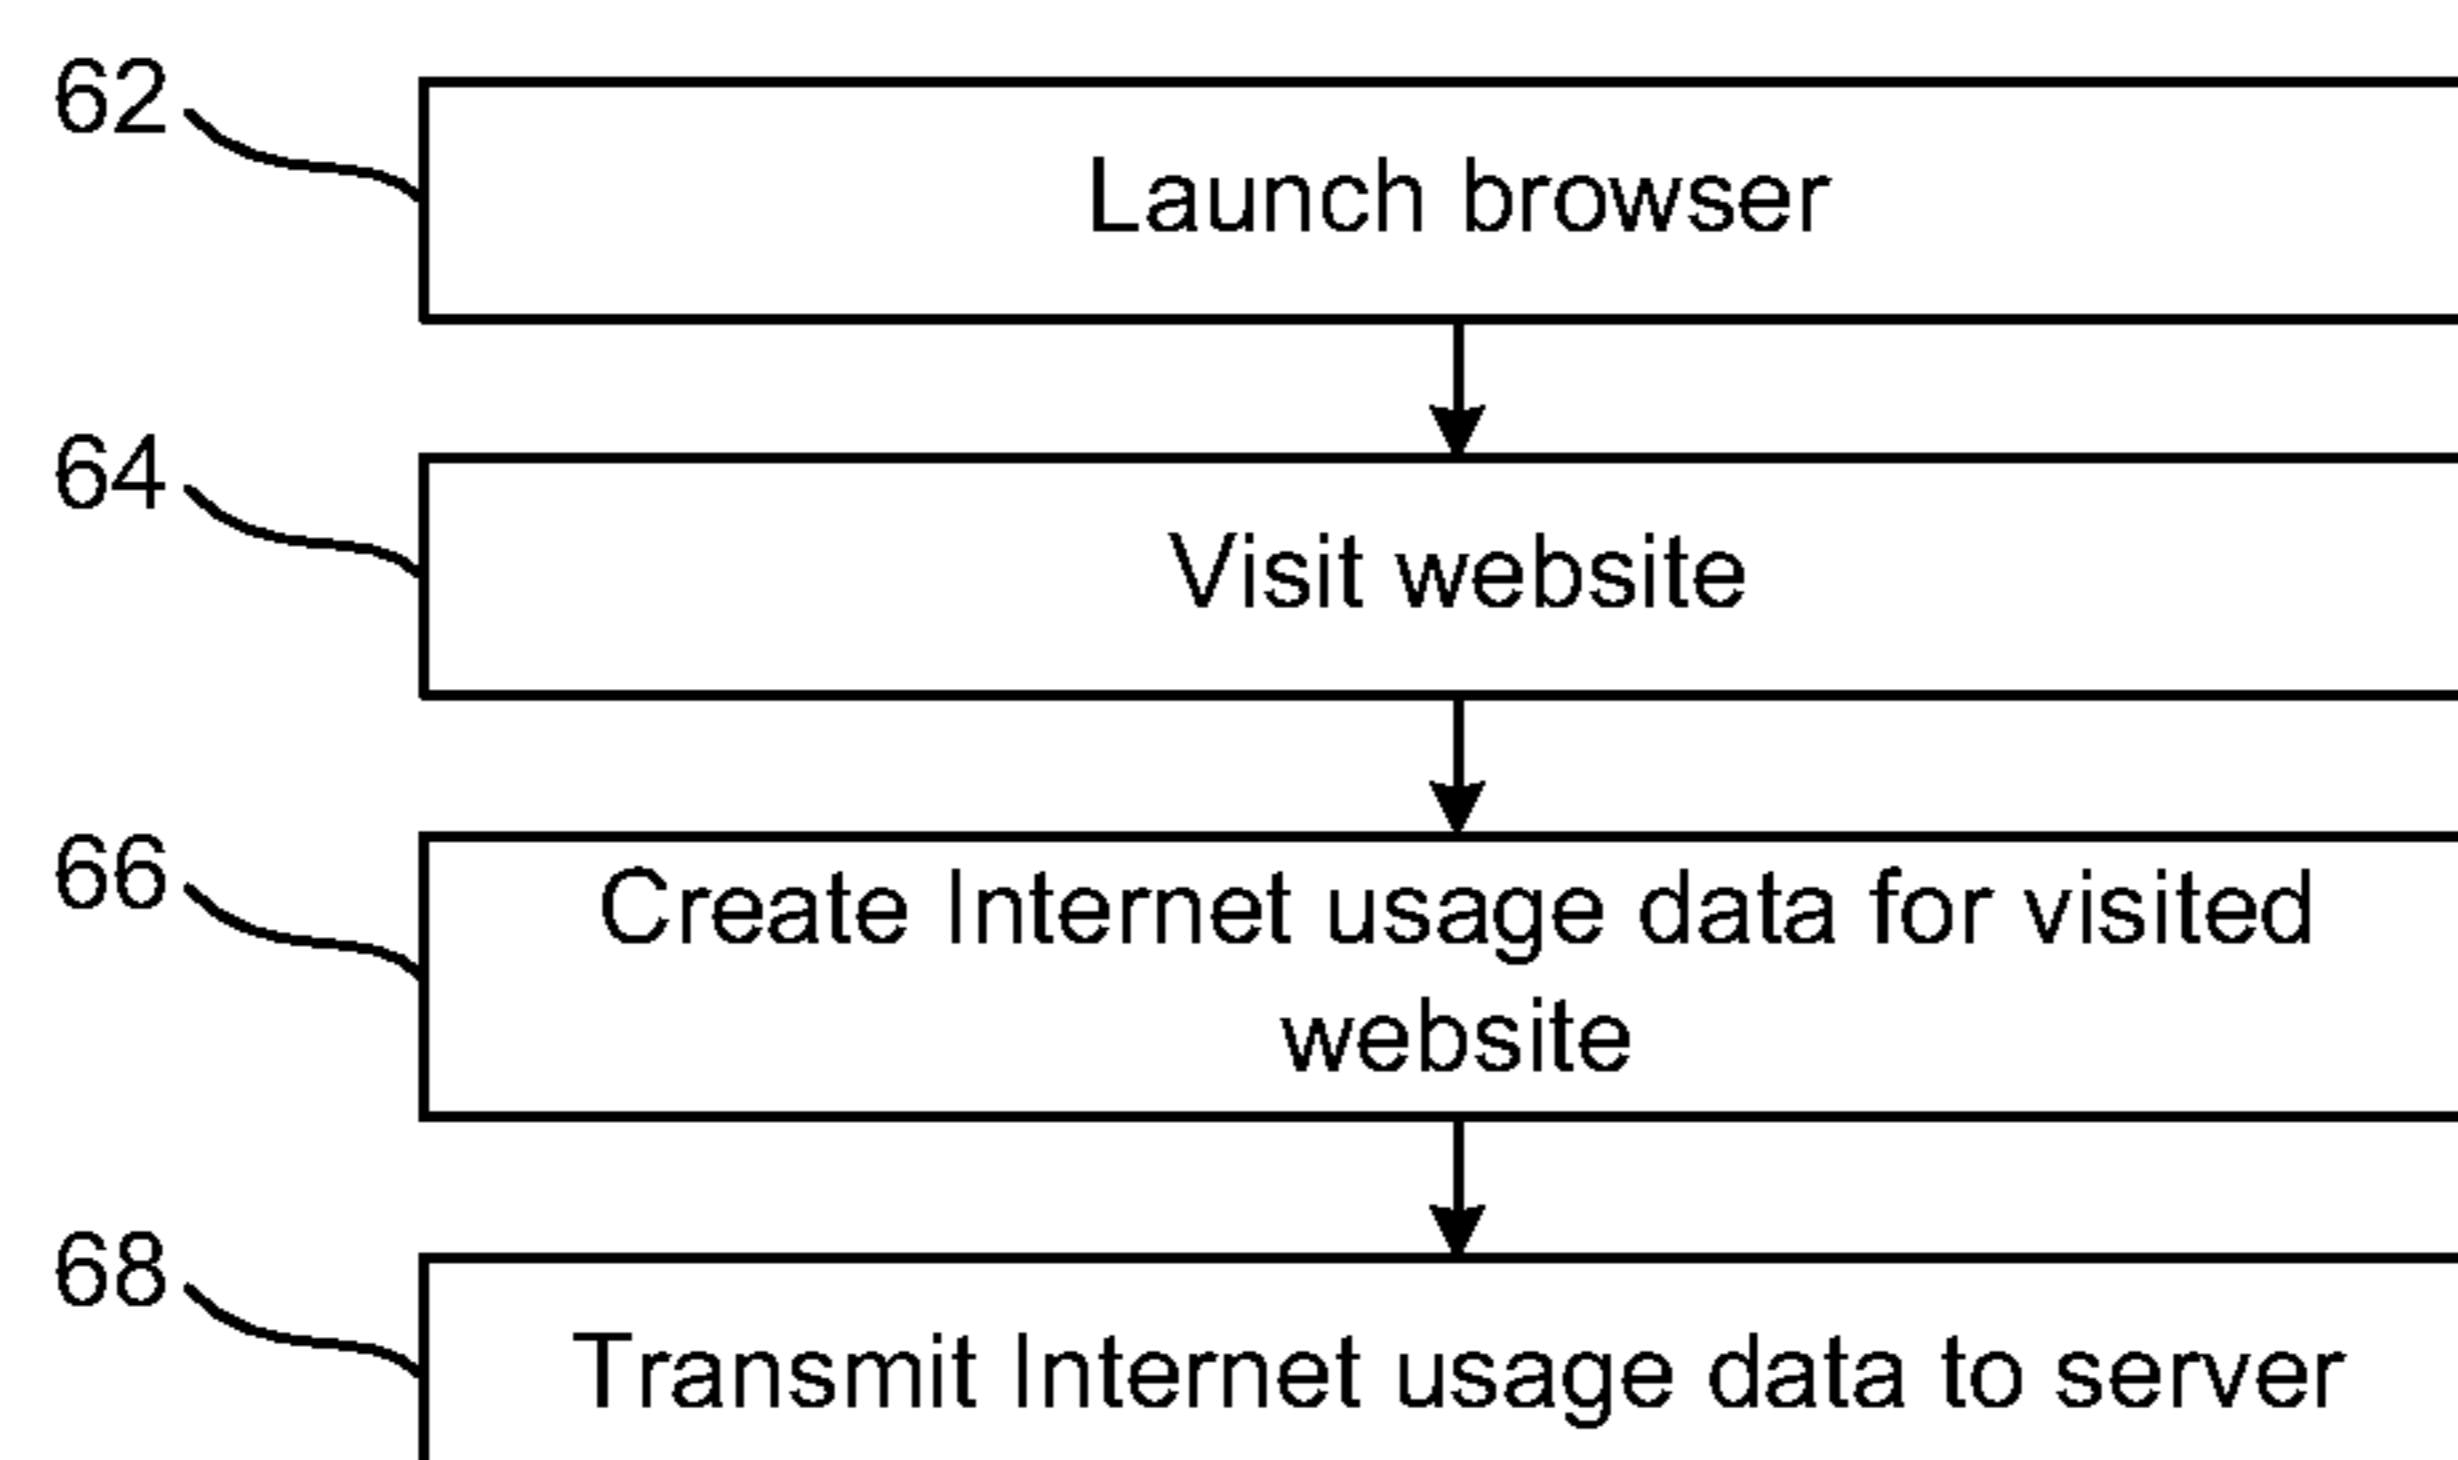 62
Launch browser
64
Visit website
66
Create Internet usage data for visited
website
68
Transmit Internet usage data to server